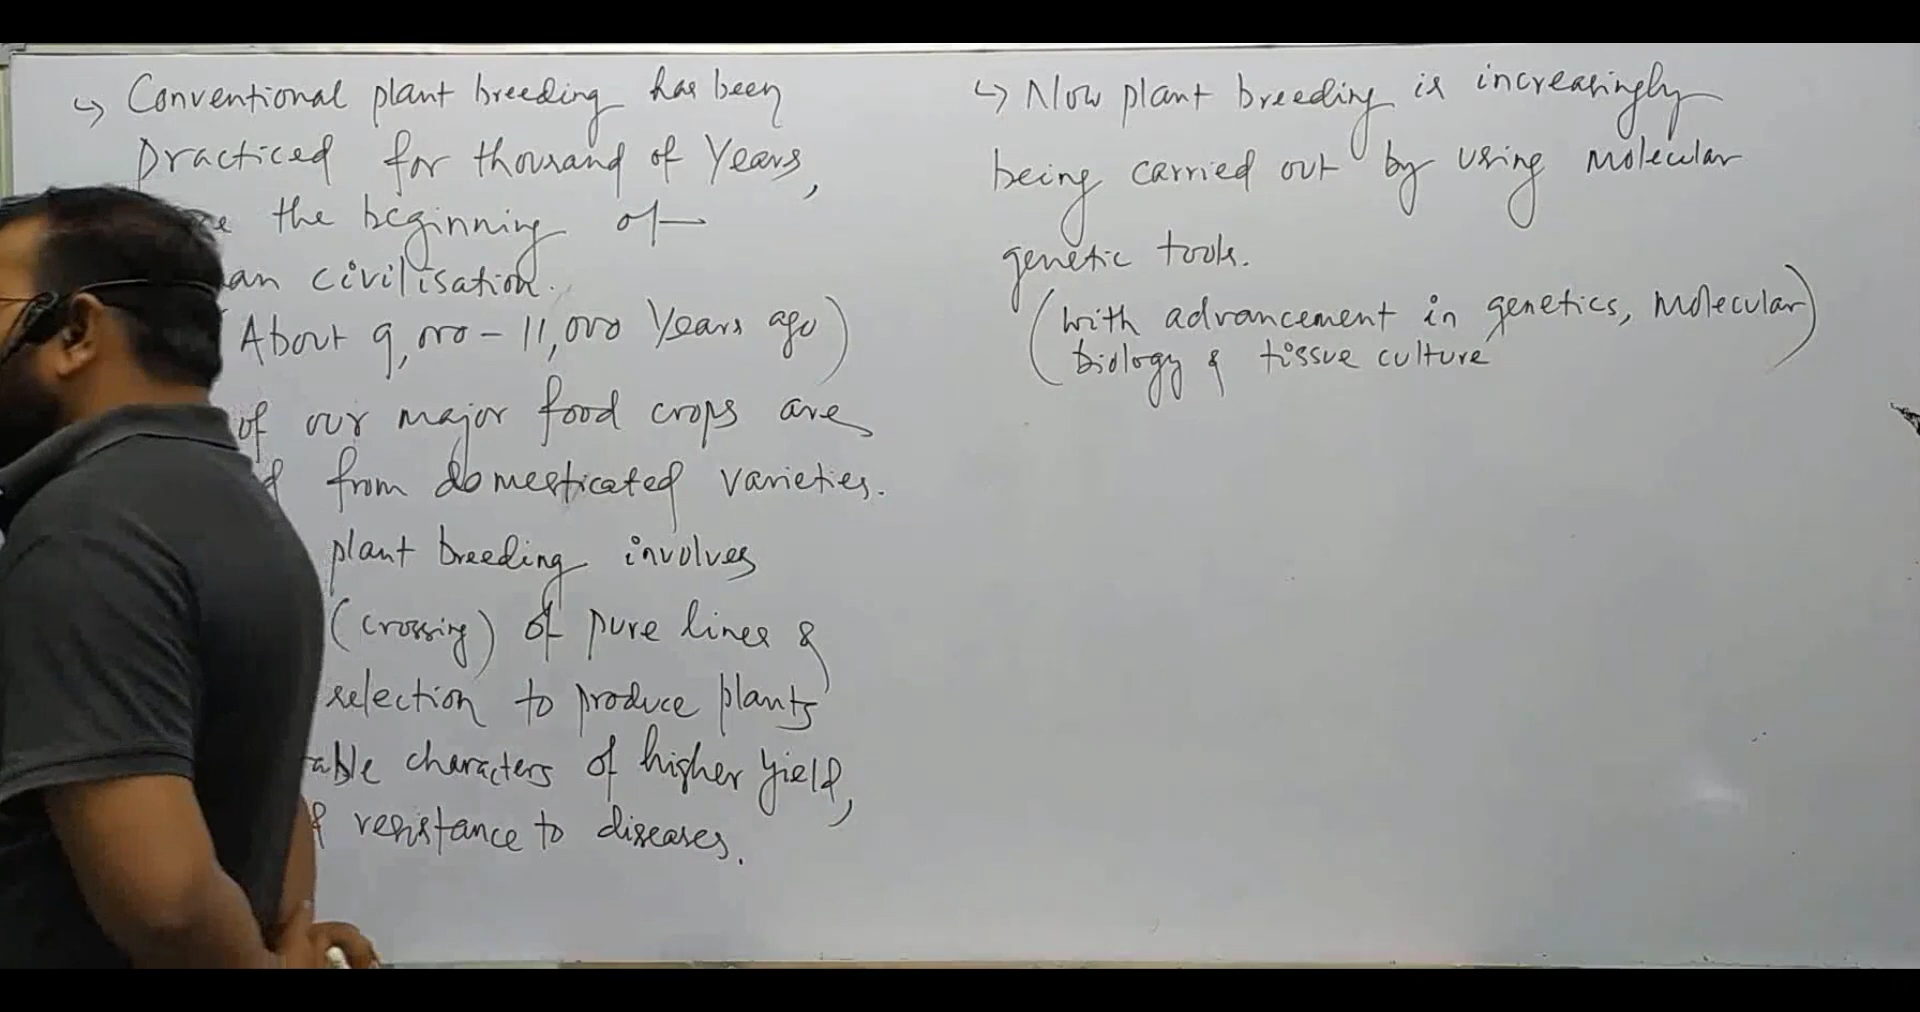 ↳ Conventional plant breeding has been
practiced for thousand of Years,
the beginning of
an civilisation.
(About 9,000 - 11,000 Years ago)
of our major food crops are
from domesticated varieties.
plant breeding involves
(crossing) of pure lines &
selection to produce plants
able characters of higher yield,
resistance to diseases.
↳ Now plant breeding is increasingly
being carried out by using molecular
genetic tools.
(with advancement in genetics, Molecular
biology & tissue culture)